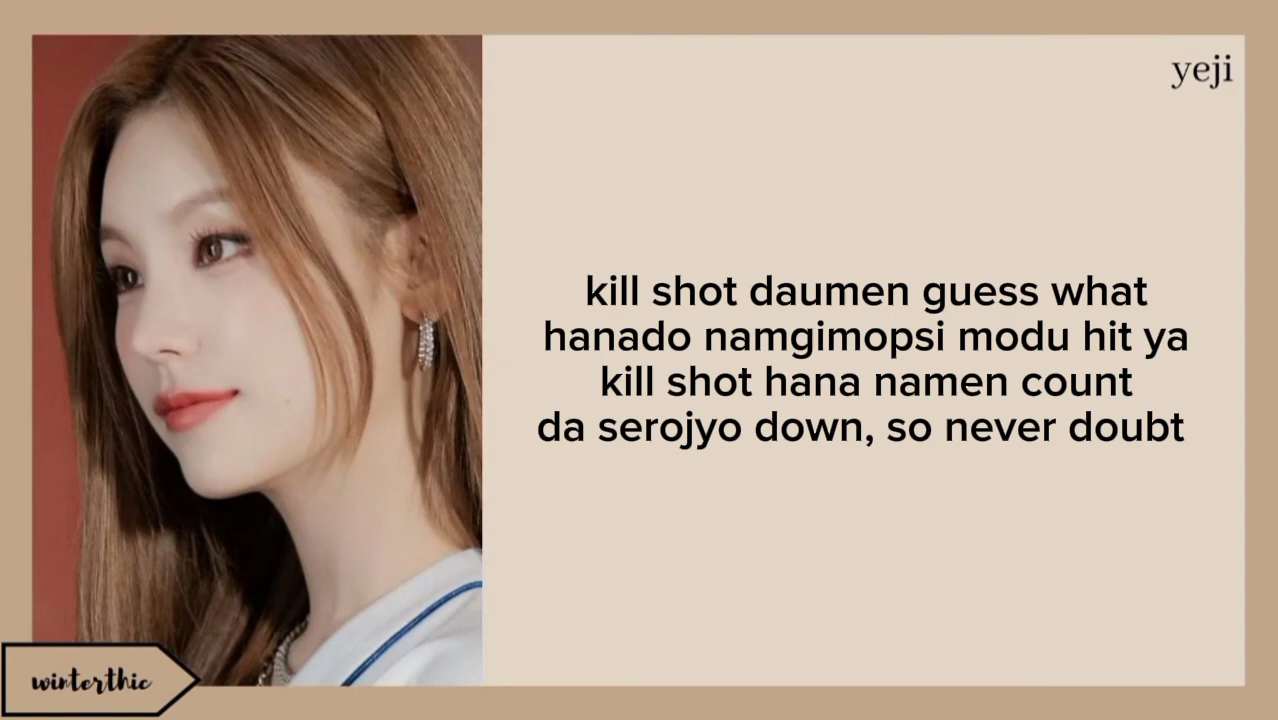 yeji
kill shot daumen guess what
hanado namgimopsi modu hit ya
kill shot hana namen count
da serojyo down, so never doubt
winterthic